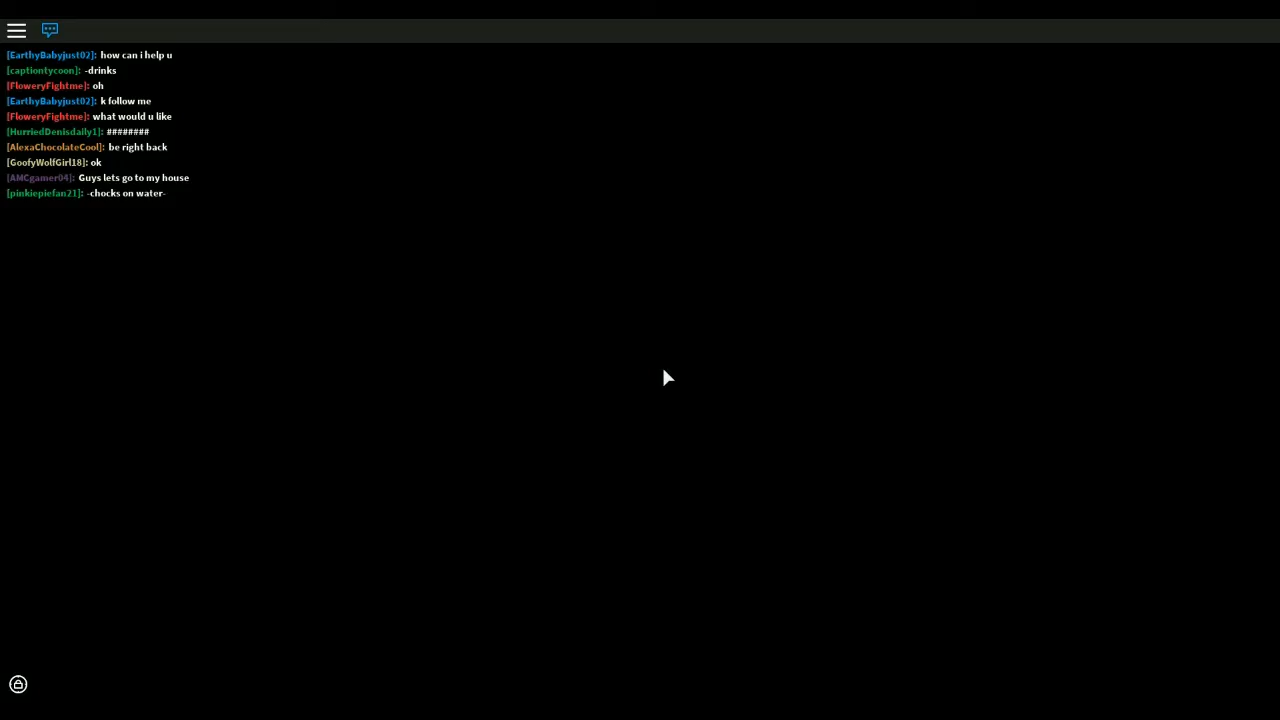 [EarthyBabyjust02]: how can i help u
[captiontycoon]: -drinks
[FloweryFightme]: oh
[EarthyBabyjust02]: k follow me
[FloweryFightme]: what would u like
[HurriedDenisdaily1]: ########
[AlexaChocolateCool]: be right back
[GoofyWolfGirl18]: ok
[AMCgamer04]: Guys lets go to my house
[pinkiepiefan21]: -chocks on water-